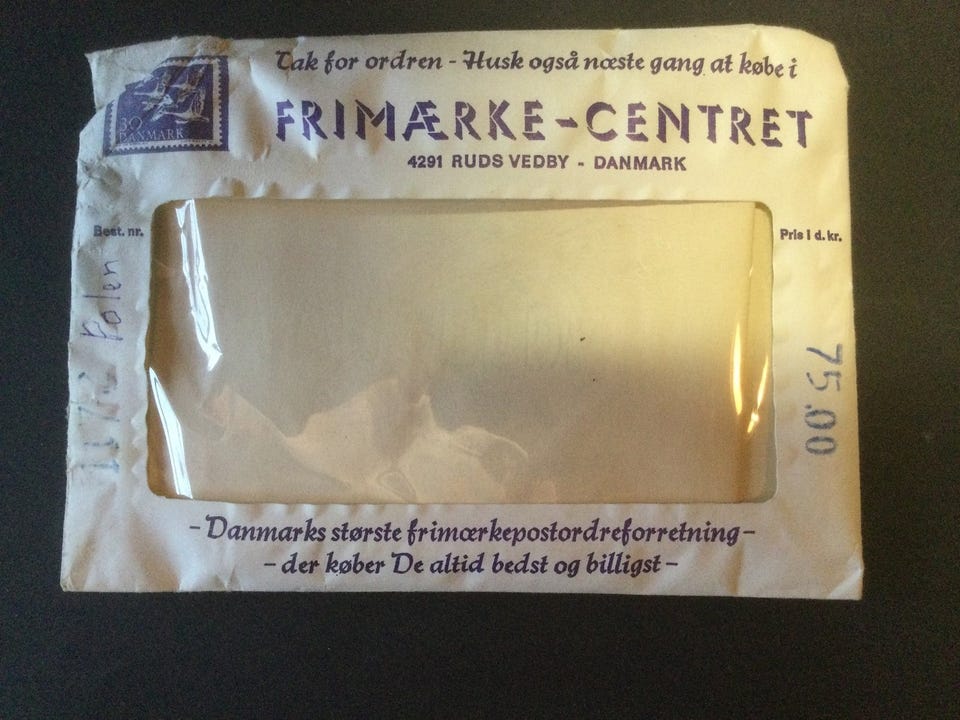 Tak for ordren - Husk også næste gang at købe i
30
DANMARK
FRIMÆRKE-CENTRET
4291 RUDS VEDBY - DANMARK
Best. nr.
Pris i d. kr.
Polen
75.00
- Danmarks største frimærkepostordreforretning -
- der køber De altid bedst og billigst -